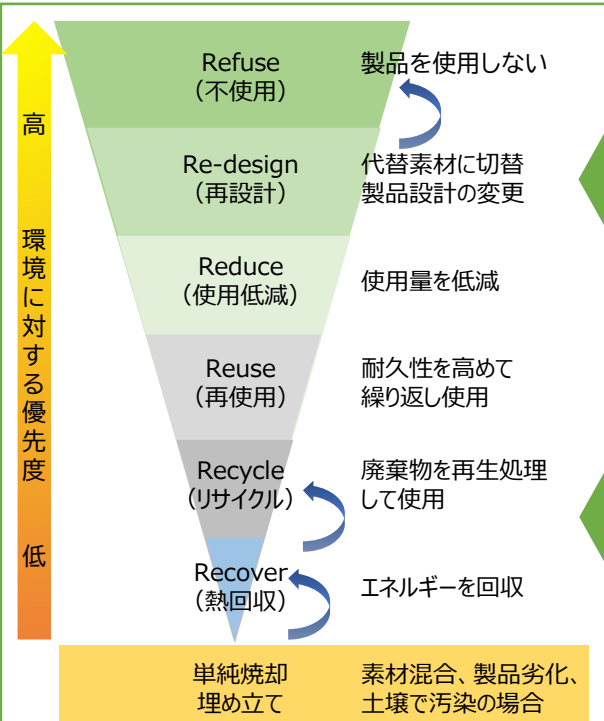 高
環境に対する優先度
低
Refuse
（不使用）
製品を使用しない
Re-design
（再設計）
代替素材に切替
製品設計の変更
Reduce
（使用低減）
使用量を低減
Reuse
（再使用）
耐久性を高めて
繰り返し使用
Recycle
（リサイクル）
廃棄物を再生処理
して使用
Recover
（熱回収）
エネルギーを回収
単純焼却
埋め立て
素材混合、製品劣化、
土壌で汚染の場合